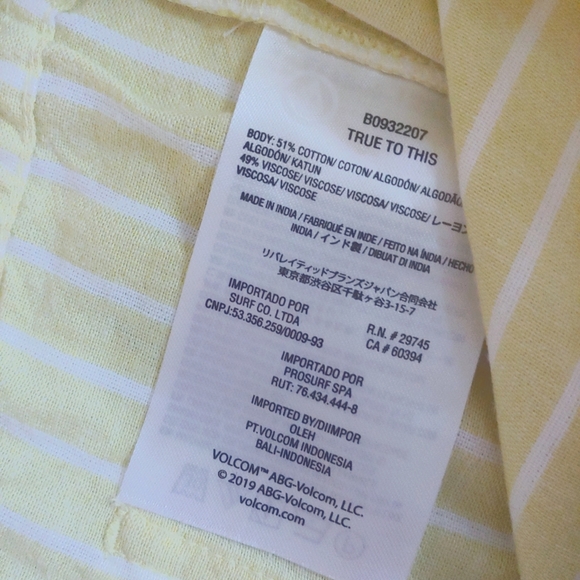 B0932207
TRUE TO THIS
BODY: 51% COTTON/ COTON/ ALGODÓN/ ALGODÃO
ALGODÓN/ KATUN
49% VISCOSE/ VISCOSE/ VISCOSA/ VISCOSE/ レーヨン
VISCOSA/ VISCOSE
MADE IN INDIA / FABRIQUÉ EN INDE / FEITO NA ÍNDIA / HECHO
INDIA / インド製 / DIBUAT DI INDIA
リバレイティッドブランズジャパン合同会社
東京都渋谷区千駄ヶ谷3-15-7
IMPORTADO POR
SURF CO. LTDA
CNPJ:53.356.259/0009-93
R.N. # 29745
CA # 60394
IMPORTADO POR
PROSURF SPA
RUT: 76.434.444-8
IMPORTED BY/DIIMPOR
OLEH
PT.VOLCOM INDONESIA
BALI-INDONESIA
VOLCOM™ ABG-Volcom, LLC.
© 2019 ABG-Volcom, LLC.
volcom.com